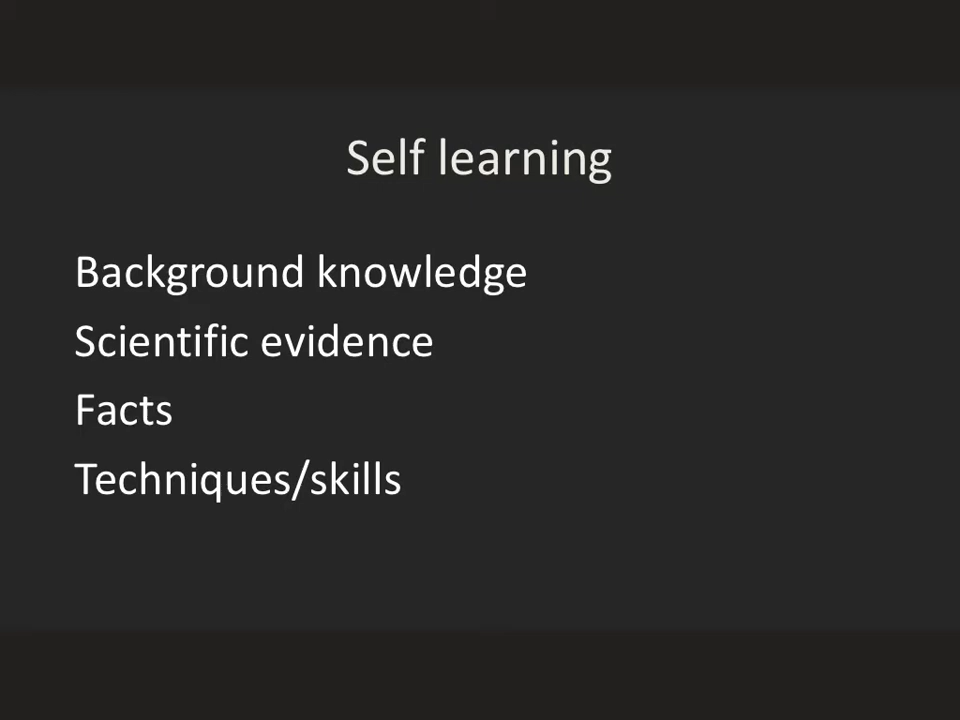 Self learning
Background knowledge
Scientific evidence
Facts
Techniques/skills